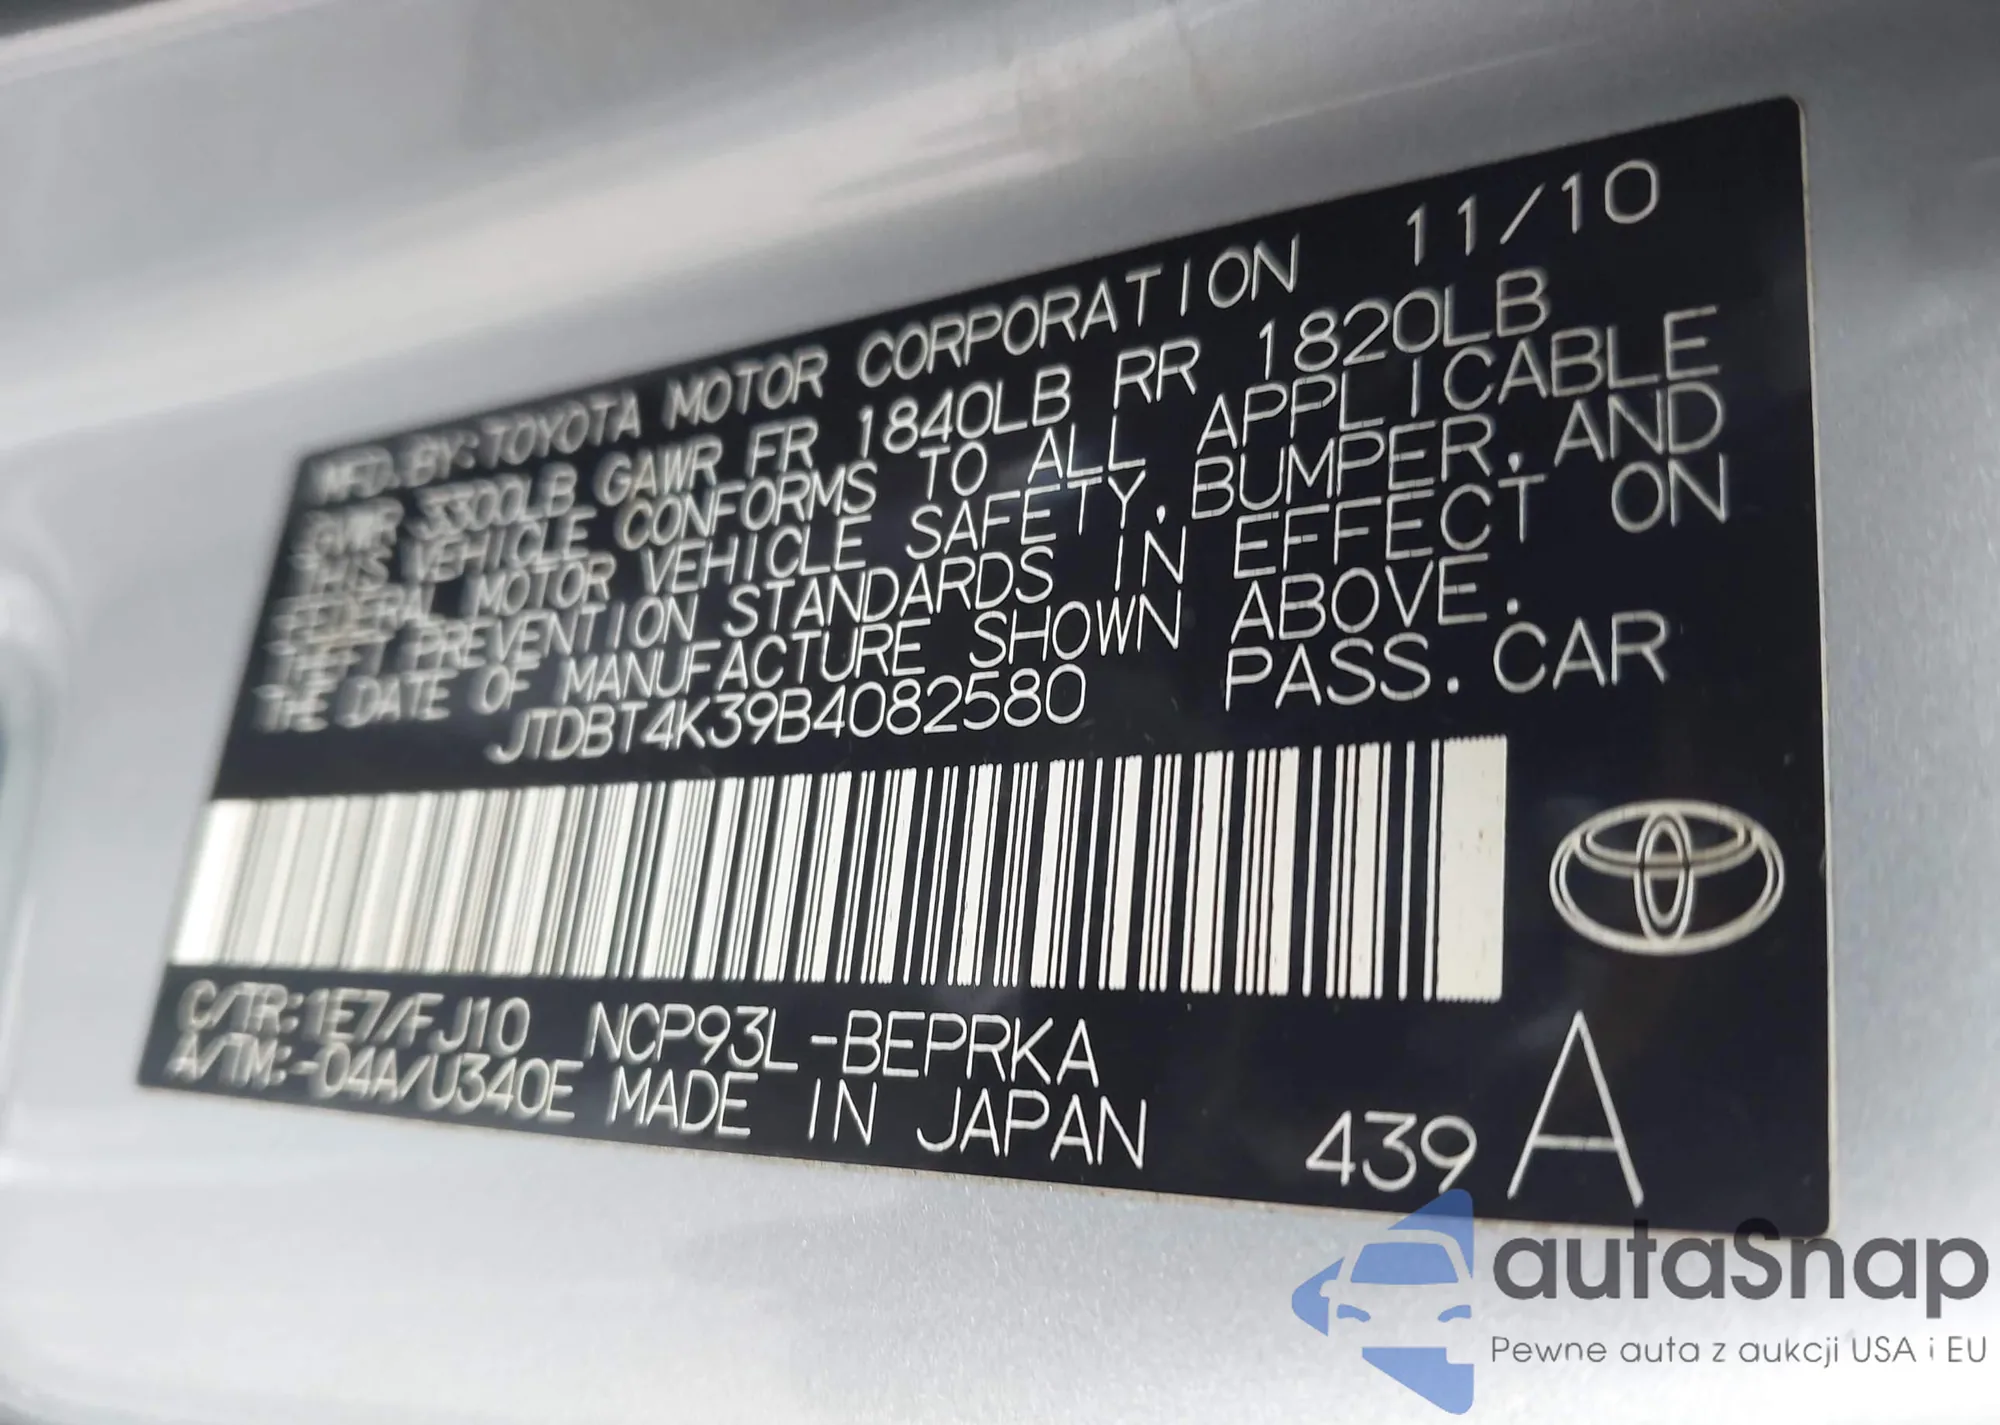 MFD. BY: TOYOTA MOTOR CORPORATION 11/10
GVWR 3300LB GAWR FR 1840LB RR 1820LB
THIS VEHICLE CONFORMS TO ALL APPLICABLE
FEDERAL MOTOR VEHICLE SAFETY, BUMPER, AND
THEFT PREVENTION STANDARDS IN EFFECT ON
THE DATE OF MANUFACTURE SHOWN ABOVE.
JTDBT4K39B4082580 PASS. CAR
C/TR:1E7/FJ10 NCP93L-BEPRKA
A/TM:-04A/U340E MADE IN JAPAN 439 A
autaSnap
Pewne auta z aukcji USA i EU